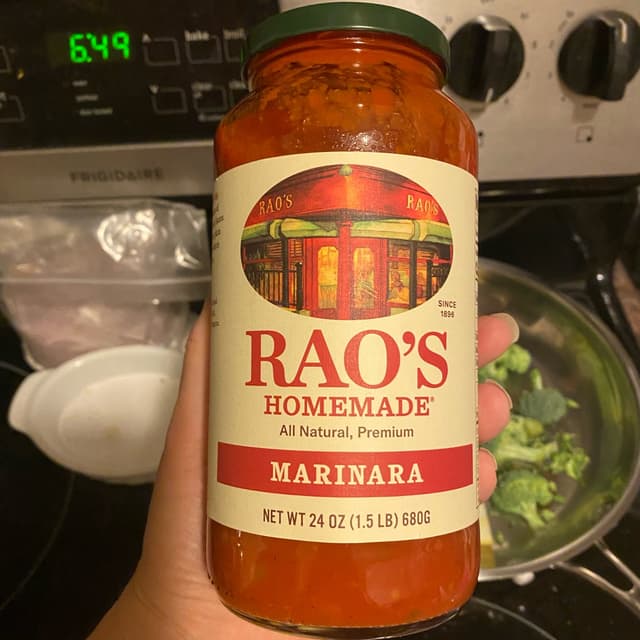 6:49
bake
FRIGIDAIRE
RAO'S
RAO'S
SINCE
1896
RAO'S
HOMEMADE®
All Natural, Premium
MARINARA
NET WT 24 OZ (1.5 LB) 680G